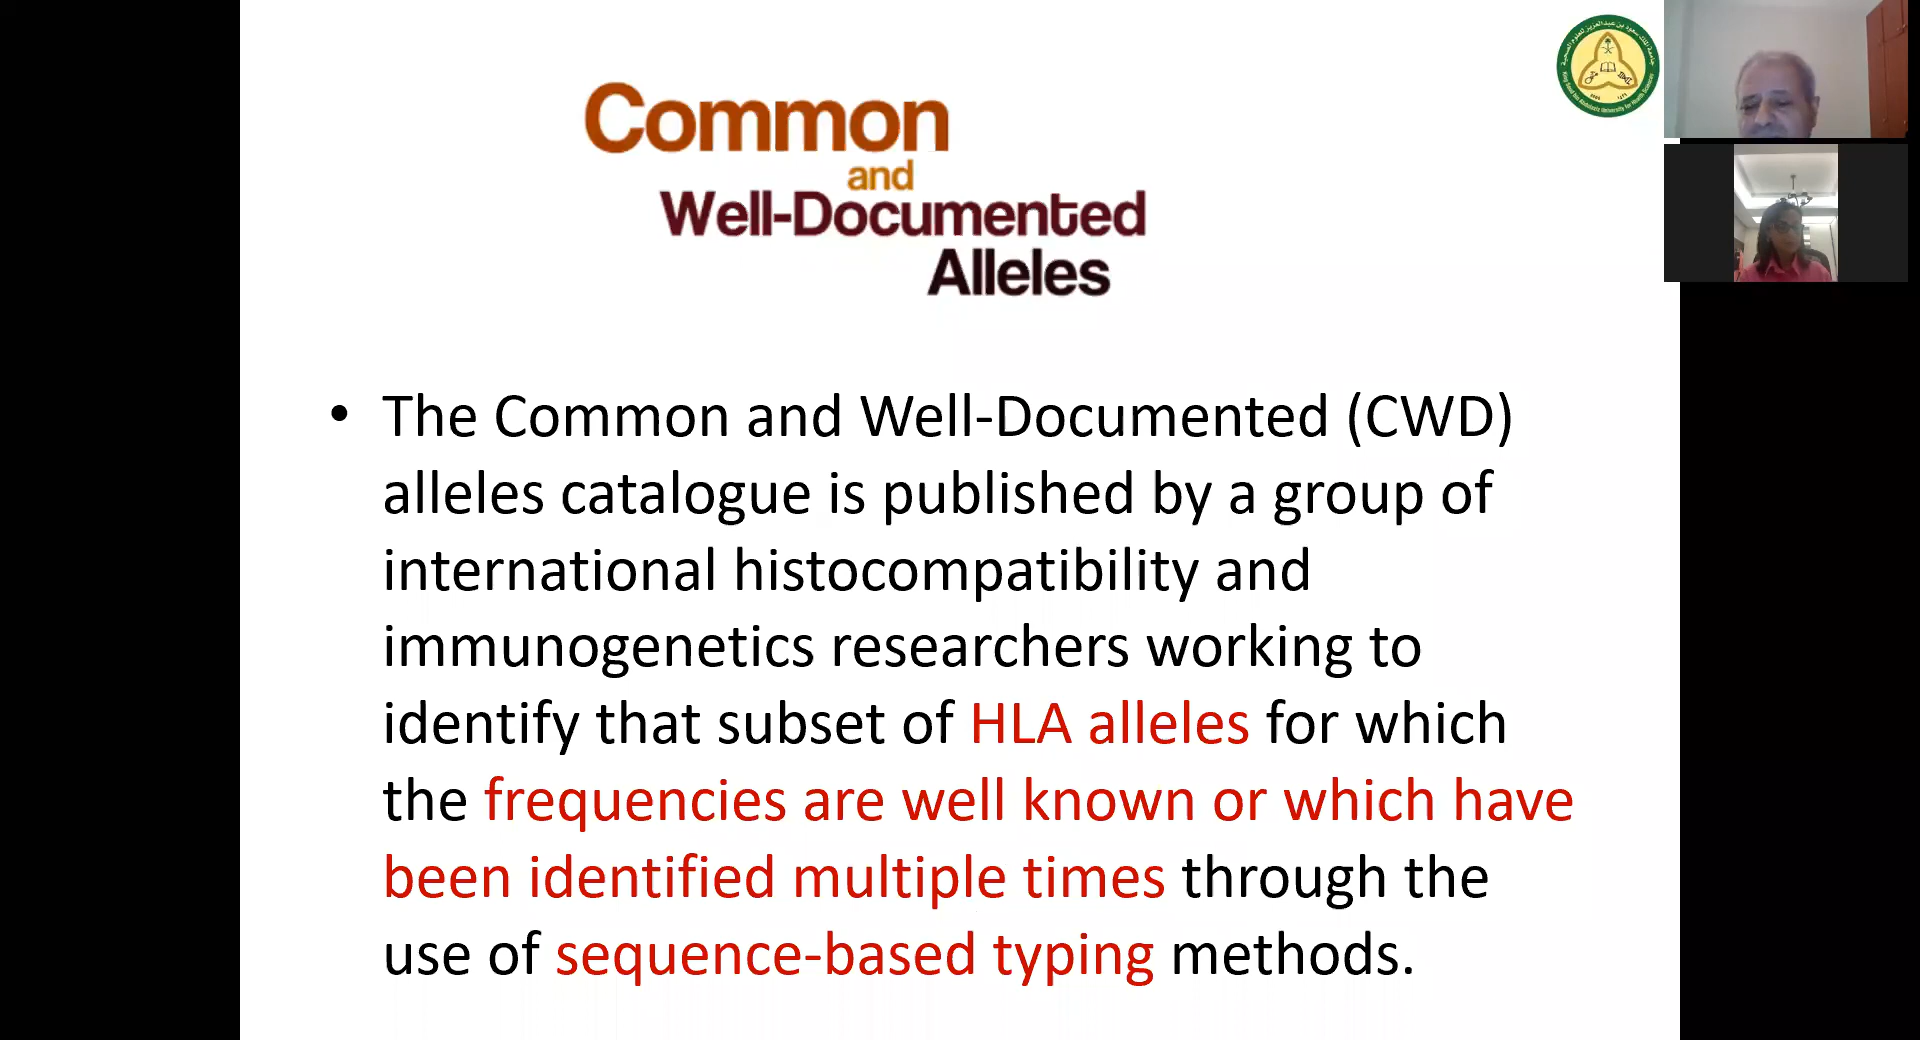 Common
and
Well-Documented
Alleles
• The Common and Well-Documented (CWD)
alleles catalogue is published by a group of
international histocompatibility and
immunogenetics researchers working to
identify that subset of HLA alleles for which
the frequencies are well known or which have
been identified multiple times through the
use of sequence-based typing methods.